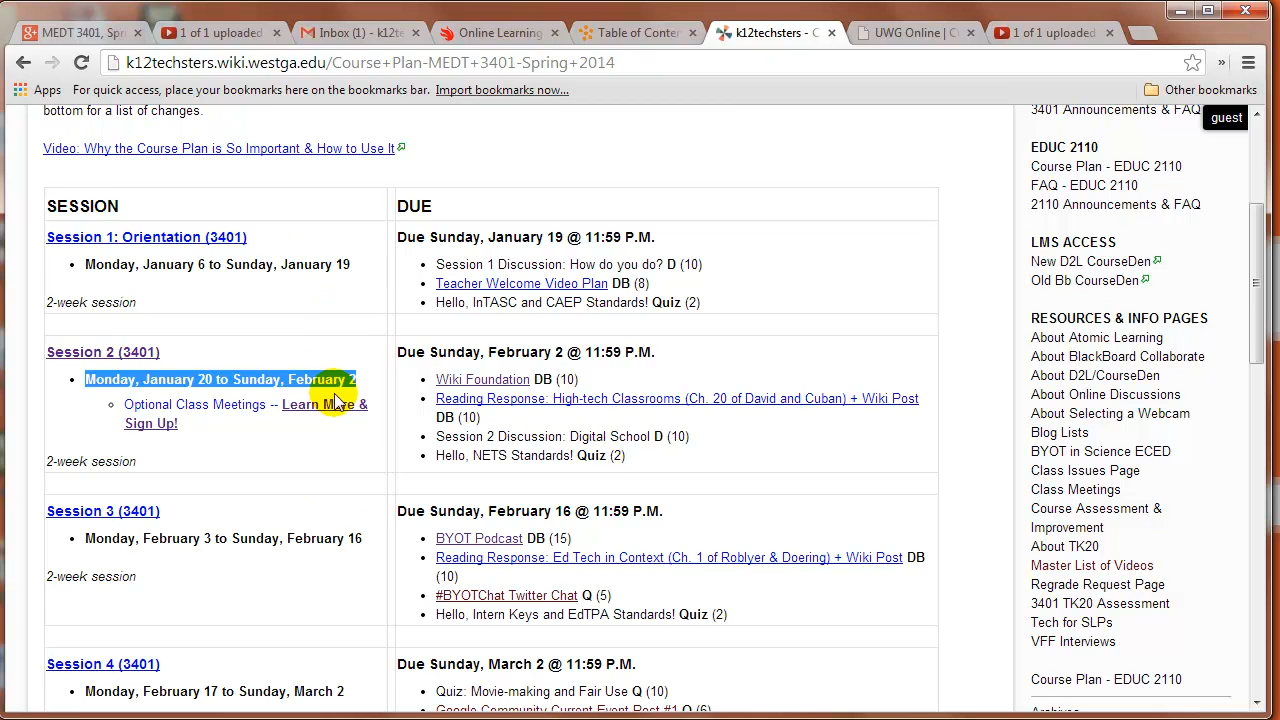 MEDT 3401, Spr
1 of 1 uploaded
Inbox (1) - k12te
Online Learning
Table of Conten
k12techsters - C
UWG Online | C
1 of 1 uploaded
k12techsters.wiki.westga.edu/Course+Plan-MEDT+3401-Spring+2014
»
Apps
For quick access, place your bookmarks here on the bookmarks bar.
Import bookmarks now...
Other bookmarks
bottom for a list of changes.
Video: Why the Course Plan is So Important & How to Use It
SESSION
DUE
Session 1: Orientation (3401)
• Monday, January 6 to Sunday, January 19
2-week session
Due Sunday, January 19 @ 11:59 P.M.
• Session 1 Discussion: How do you do? D (10)
• Teacher Welcome Video Plan DB (8)
• Hello, InTASC and CAEP Standards! Quiz (2)
Session 2 (3401)
• Monday, January 20 to Sunday, February 2
Optional Class Meetings -- Learn More &
Sign Up!
2-week session
Due Sunday, February 2 @ 11:59 P.M.
• Wiki Foundation DB (10)
• Reading Response: High-tech Classrooms (Ch. 20 of David and Cuban) + Wiki Post
DB (10)
• Session 2 Discussion: Digital School D (10)
• Hello, NETS Standards! Quiz (2)
Session 3 (3401)
• Monday, February 3 to Sunday, February 16
2-week session
Due Sunday, February 16 @ 11:59 P.M.
• BYOT Podcast DB (15)
• Reading Response: Ed Tech in Context (Ch. 1 of Roblyer & Doering) + Wiki Post DB
(10)
• #BYOTChat Twitter Chat Q (5)
• Hello, Intern Keys and EdTPA Standards! Quiz (2)
Session 4 (3401)
• Monday, February 17 to Sunday, March 2
Due Sunday, March 2 @ 11:59 P.M.
• Quiz: Movie-making and Fair Use Q (10)
Google Community Current Event Post #1 Q (6)
3401 Announcements & FAQ
guest
EDUC 2110
Course Plan - EDUC 2110
FAQ - EDUC 2110
2110 Announcements & FAQ
LMS ACCESS
New D2L CourseDen
Old Bb CourseDen
RESOURCES & INFO PAGES
About Atomic Learning
About BlackBoard Collaborate
About D2L/CourseDen
About Online Discussions
About Selecting a Webcam
Blog Lists
BYOT in Science ECED
Class Issues Page
Class Meetings
Course Assessment &
Improvement
About TK20
Master List of Videos
Regrade Request Page
3401 TK20 Assessment
Tech for SLPs
VFF Interviews
Course Plan - EDUC 2110
Archives